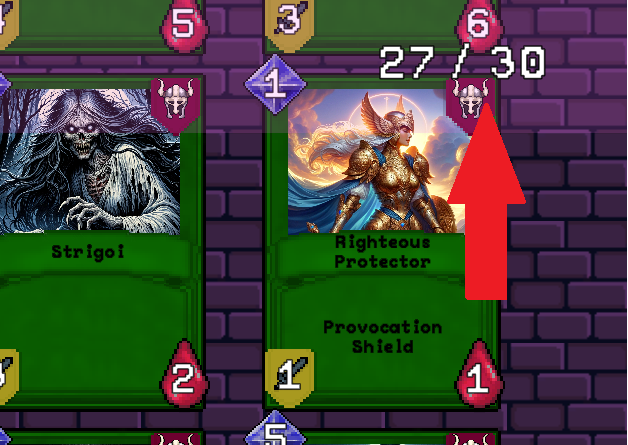 5
3
6
27 / 30
1
Strigoi
2
Righteous
Protector
Provocation
Shield
1
1
5